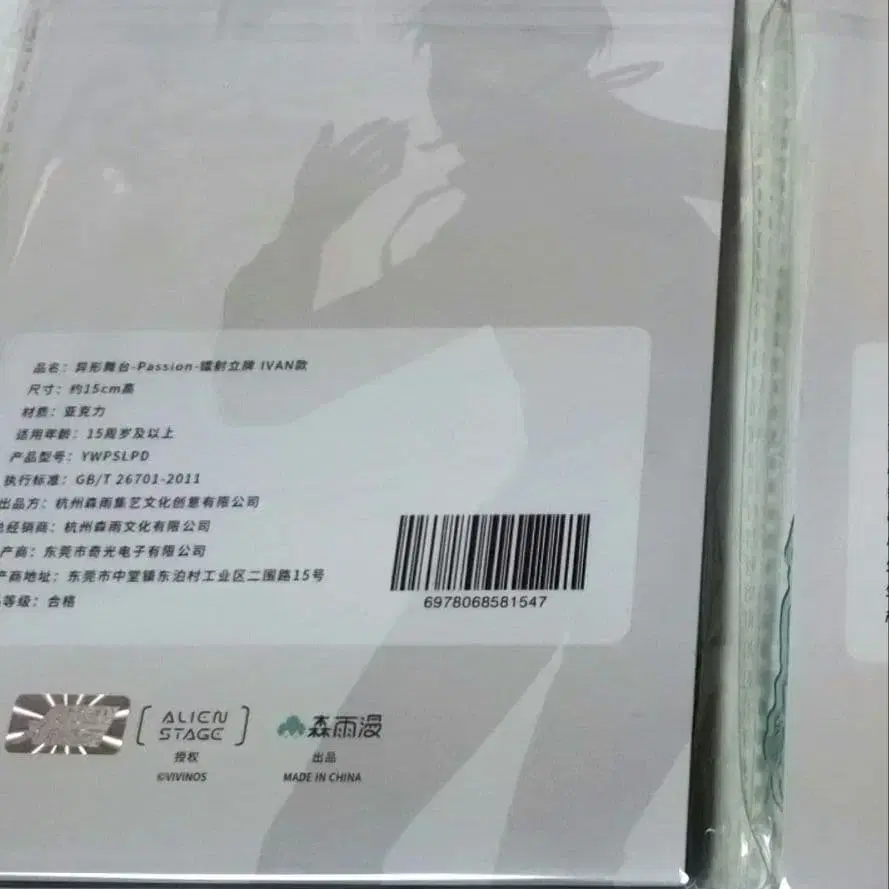 品名：异形舞台-Passion-镭射立牌 IVAN款
尺寸：约15cm高
材质：亚克力
适用年龄：15周岁及以上
产品型号：YWPSLPD
执行标准：GB/T 26701-2011
出品方：杭州森雨集艺文化创意有限公司
总经销商：杭州森雨文化有限公司
产商：东莞市奇光电子有限公司
产商地址：东莞市中堂镇东泊村工业区二围路15号
等级：合格
6978068581547
ALIEN
STAGE
授权
©VIVINOS
森雨漫
出品
MADE IN CHINA